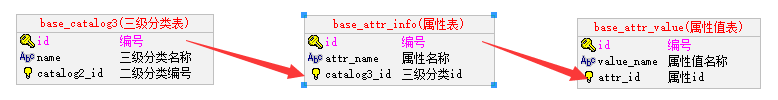 base_catalog3(三级分类表)
id 编号
name 三级分类名称
catalog2_id 二级分类编号
base_attr_info(属性表)
id 编号
attr_name 属性名称
catalog3_id 三级分类id
base_attr_value(属性值表)
id 编号
value_name 属性值名称
attr_id 属性id